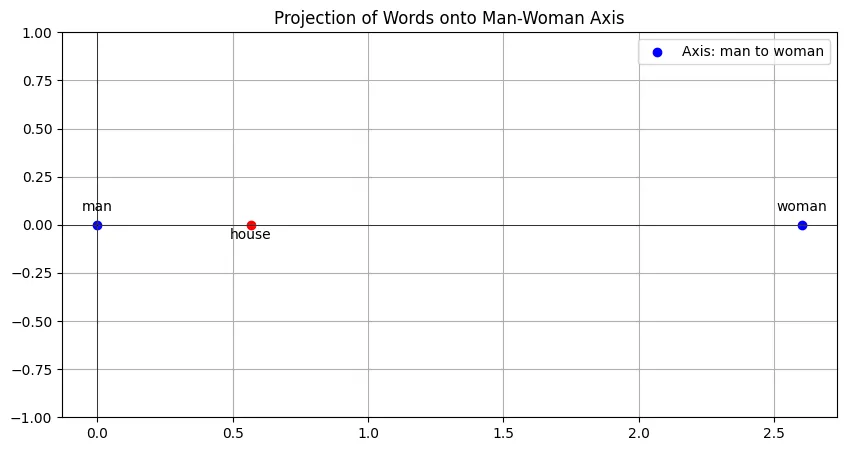 Projection of Words onto Man-Woman Axis
1.00
Axis: man to woman
0.75
0.50
0.25
man
woman
0.00
house
−0.25
−0.50
−0.75
−1.00
0.0 0.5 1.0 1.5 2.0 2.5